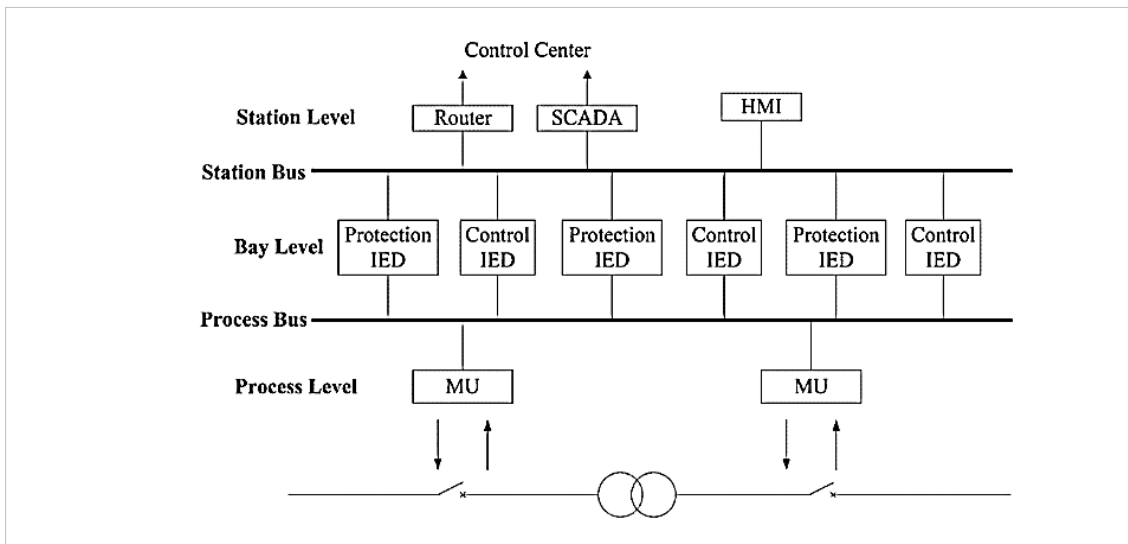 Control Center
Station Level
Router
SCADA
HMI
Station Bus
Bay Level
Protection
IED
Control
IED
Protection
IED
Control
IED
Protection
IED
Control
IED
Process Bus
Process Level
MU
MU